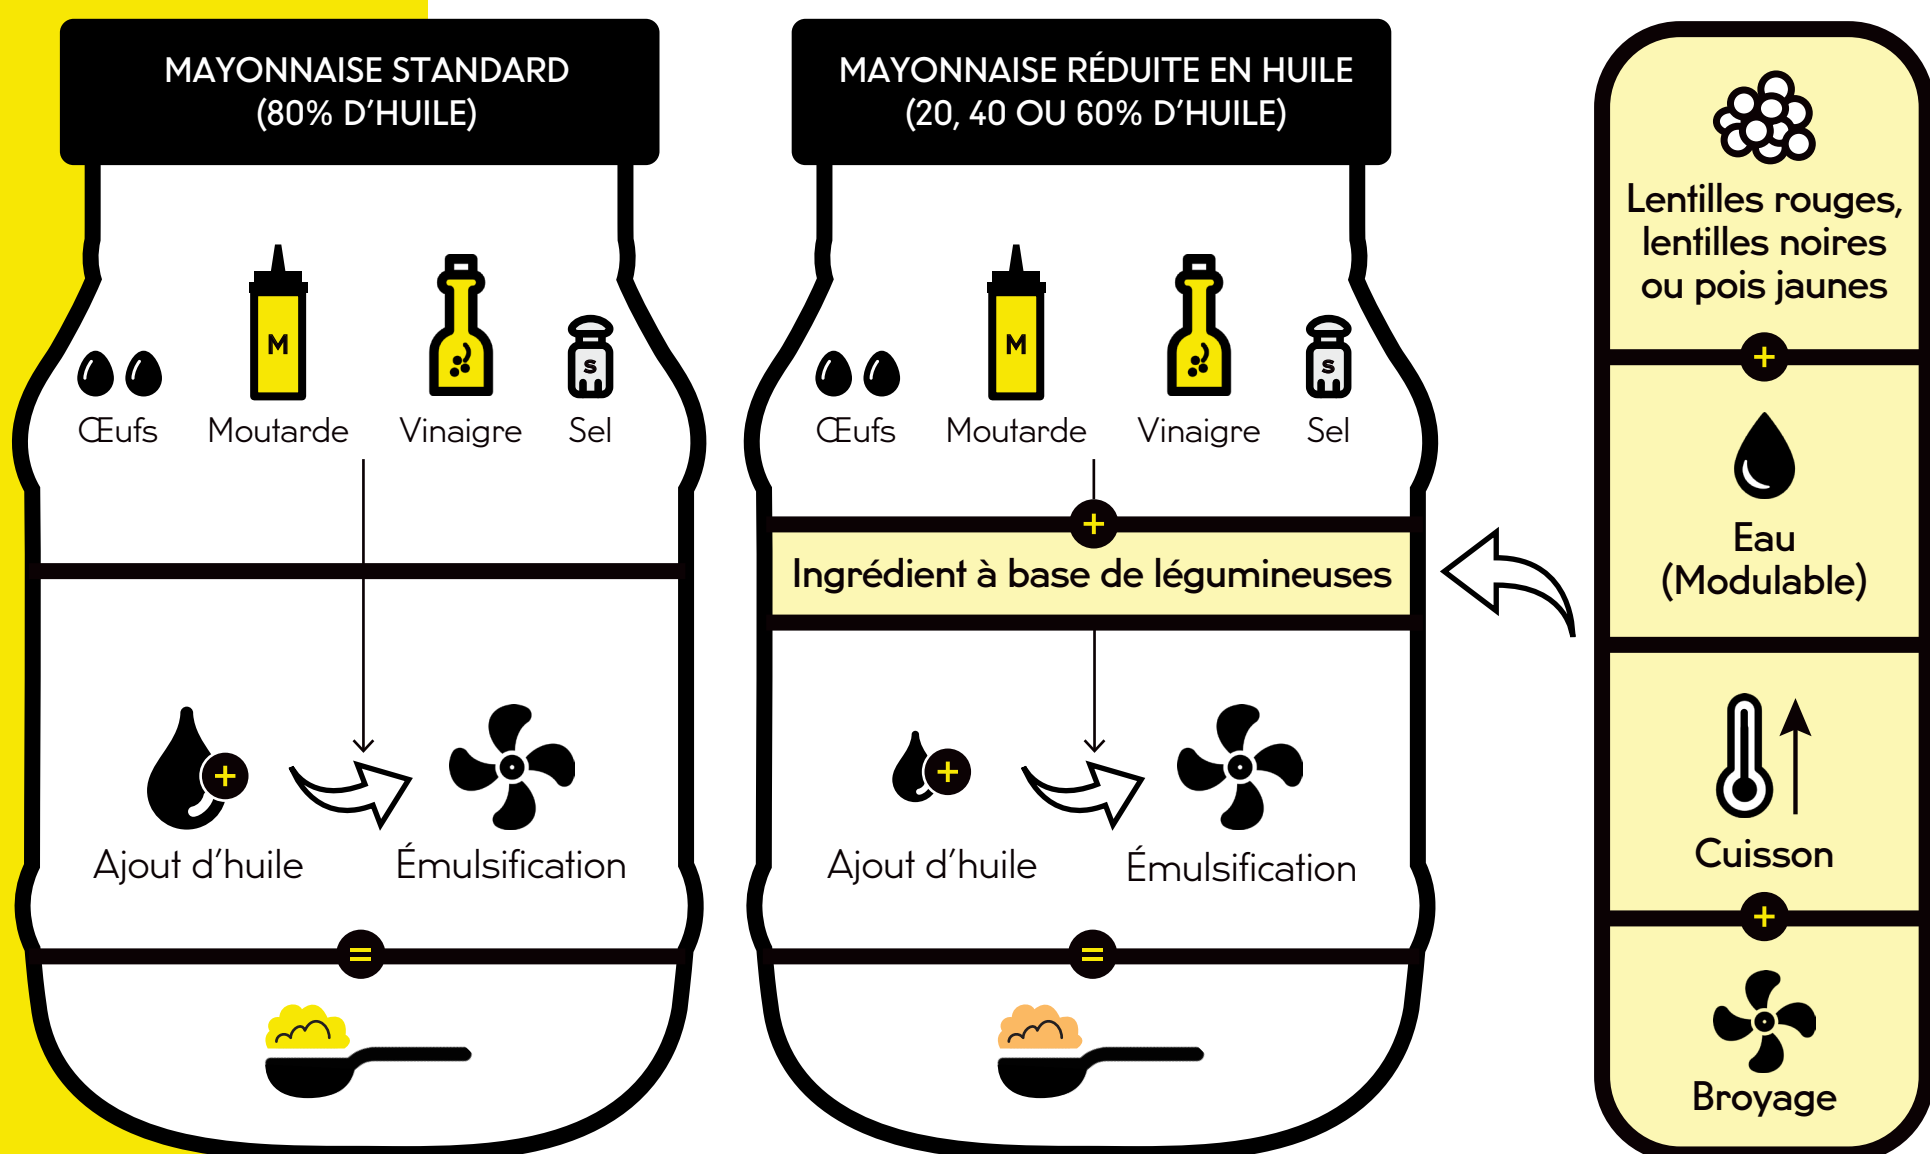 MAYONNAISE STANDARD
(80% D’HUILE)
M
S
Œufs
Moutarde
Vinaigre
Sel
Ajout d’huile
+
Émulsification
=
MAYONNAISE RÉDUITE EN HUILE
(20, 40 OU 60% D’HUILE)
M
S
Œufs
Moutarde
Vinaigre
Sel
+
Ingrédient à base de légumineuses
+
Ajout d’huile
Émulsification
=
Lentilles rouges,
lentilles noires
ou pois jaunes
+
Eau
(Modulable)
Cuisson
+
Broyage